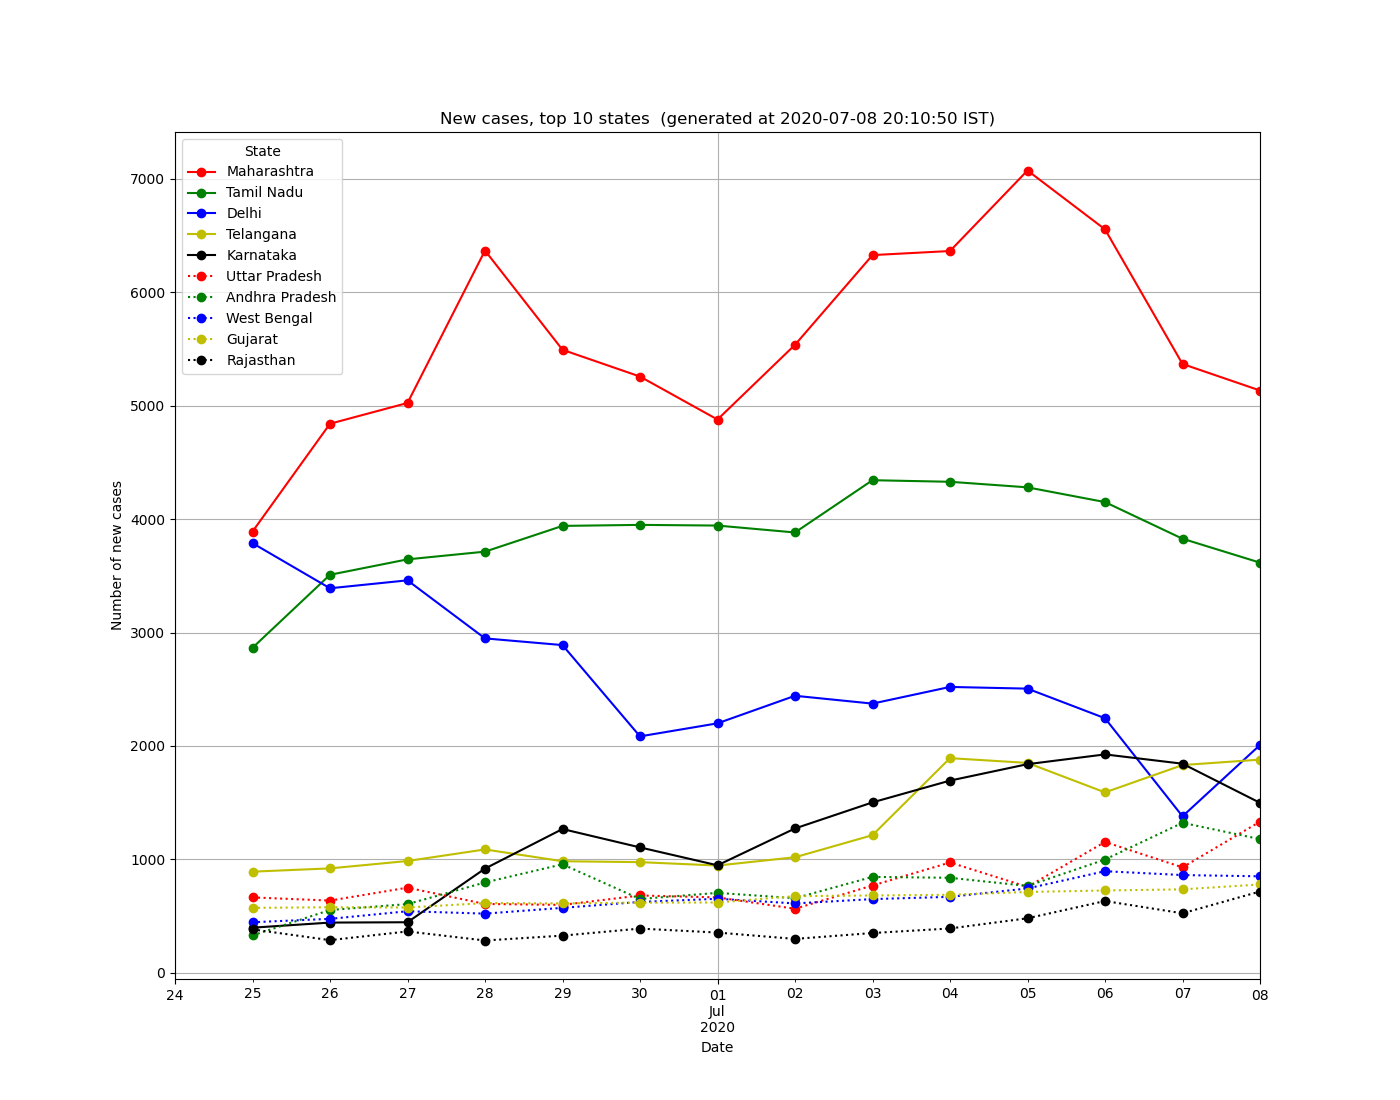 New cases, top 10 states  (generated at 2020-07-08 20:10:50 IST)
State
Maharashtra
Tamil Nadu
Delhi
Telangana
Karnataka
Uttar Pradesh
Andhra Pradesh
West Bengal
Gujarat
Rajasthan
7000
6000
5000
4000
3000
2000
1000
0
Number of new cases
24 25 26 27 28 29 30 01 02 03 04 05 06 07 08
Jul
2020
Date